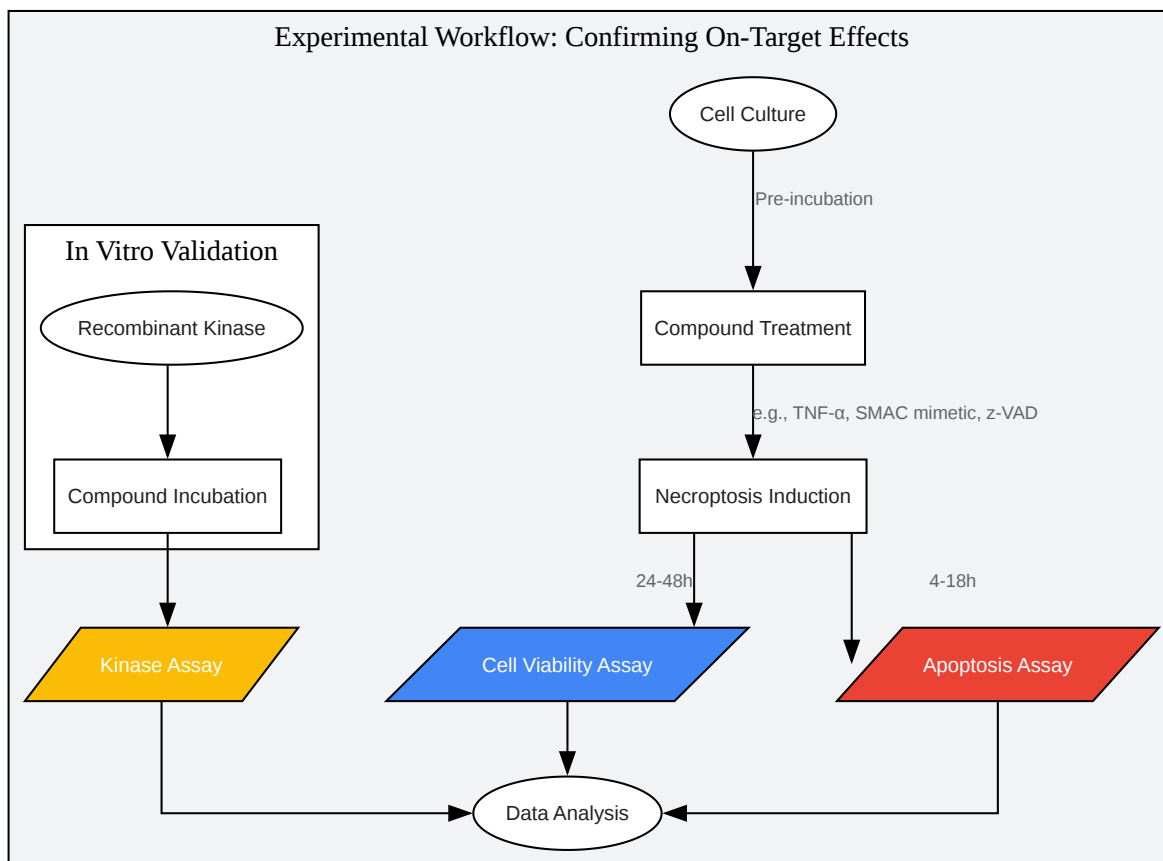 Experimental Workflow: Confirming On-Target Effects
Cell Culture
Pre-incubation
In Vitro Validation
Recombinant Kinase
Compound Treatment
e.g., TNF-α, SMAC mimetic, z-VAD
Compound Incubation
Necroptosis Induction
24-48h
4-18h
Kinase Assay
Cell Viability Assay
Apoptosis Assay
Data Analysis